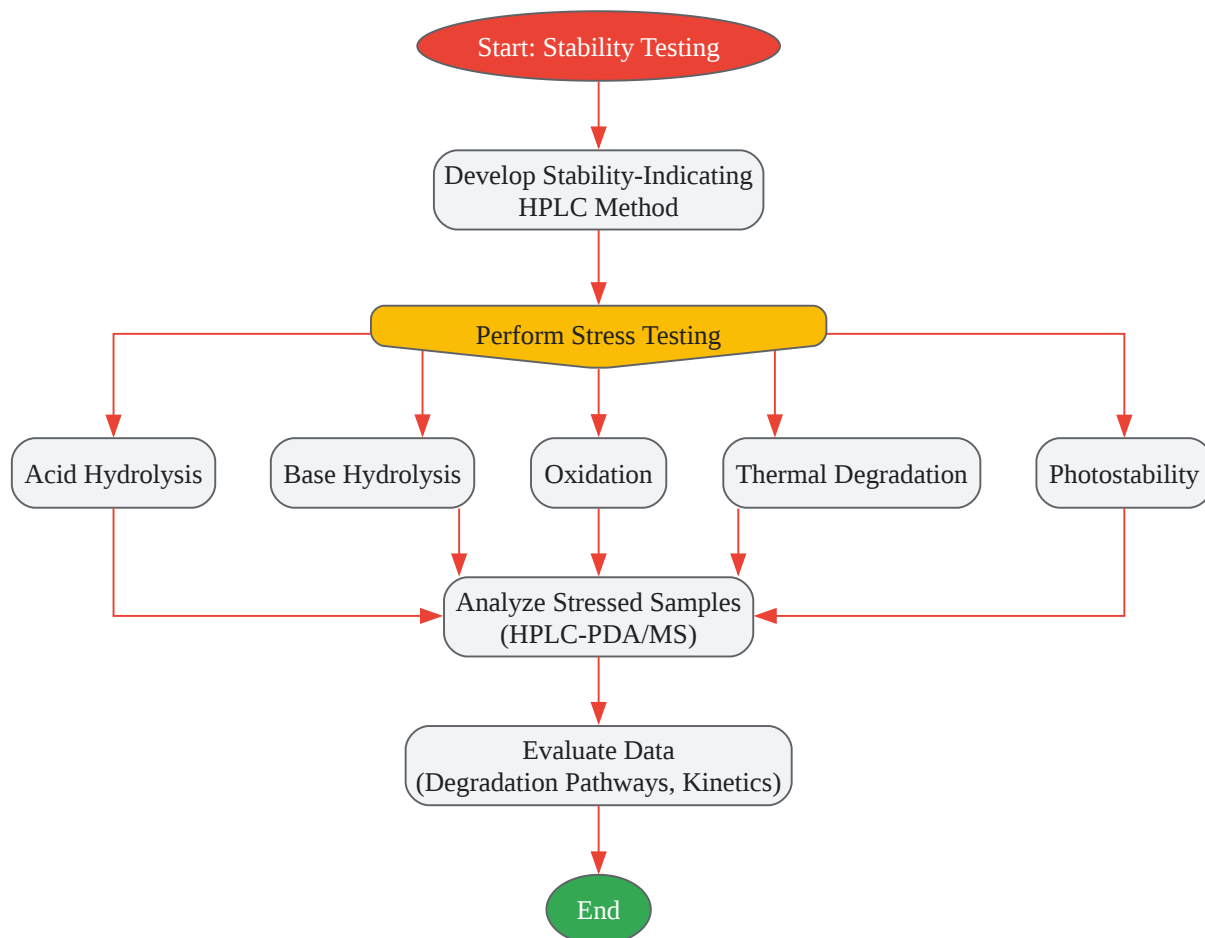 Start: Stability Testing
Develop Stability-Indicating
HPLC Method
Perform Stress Testing
Acid Hydrolysis
Base Hydrolysis
Oxidation
Thermal Degradation
Photostability
Analyze Stressed Samples
(HPLC-PDA/MS)
Evaluate Data
(Degradation Pathways, Kinetics)
End